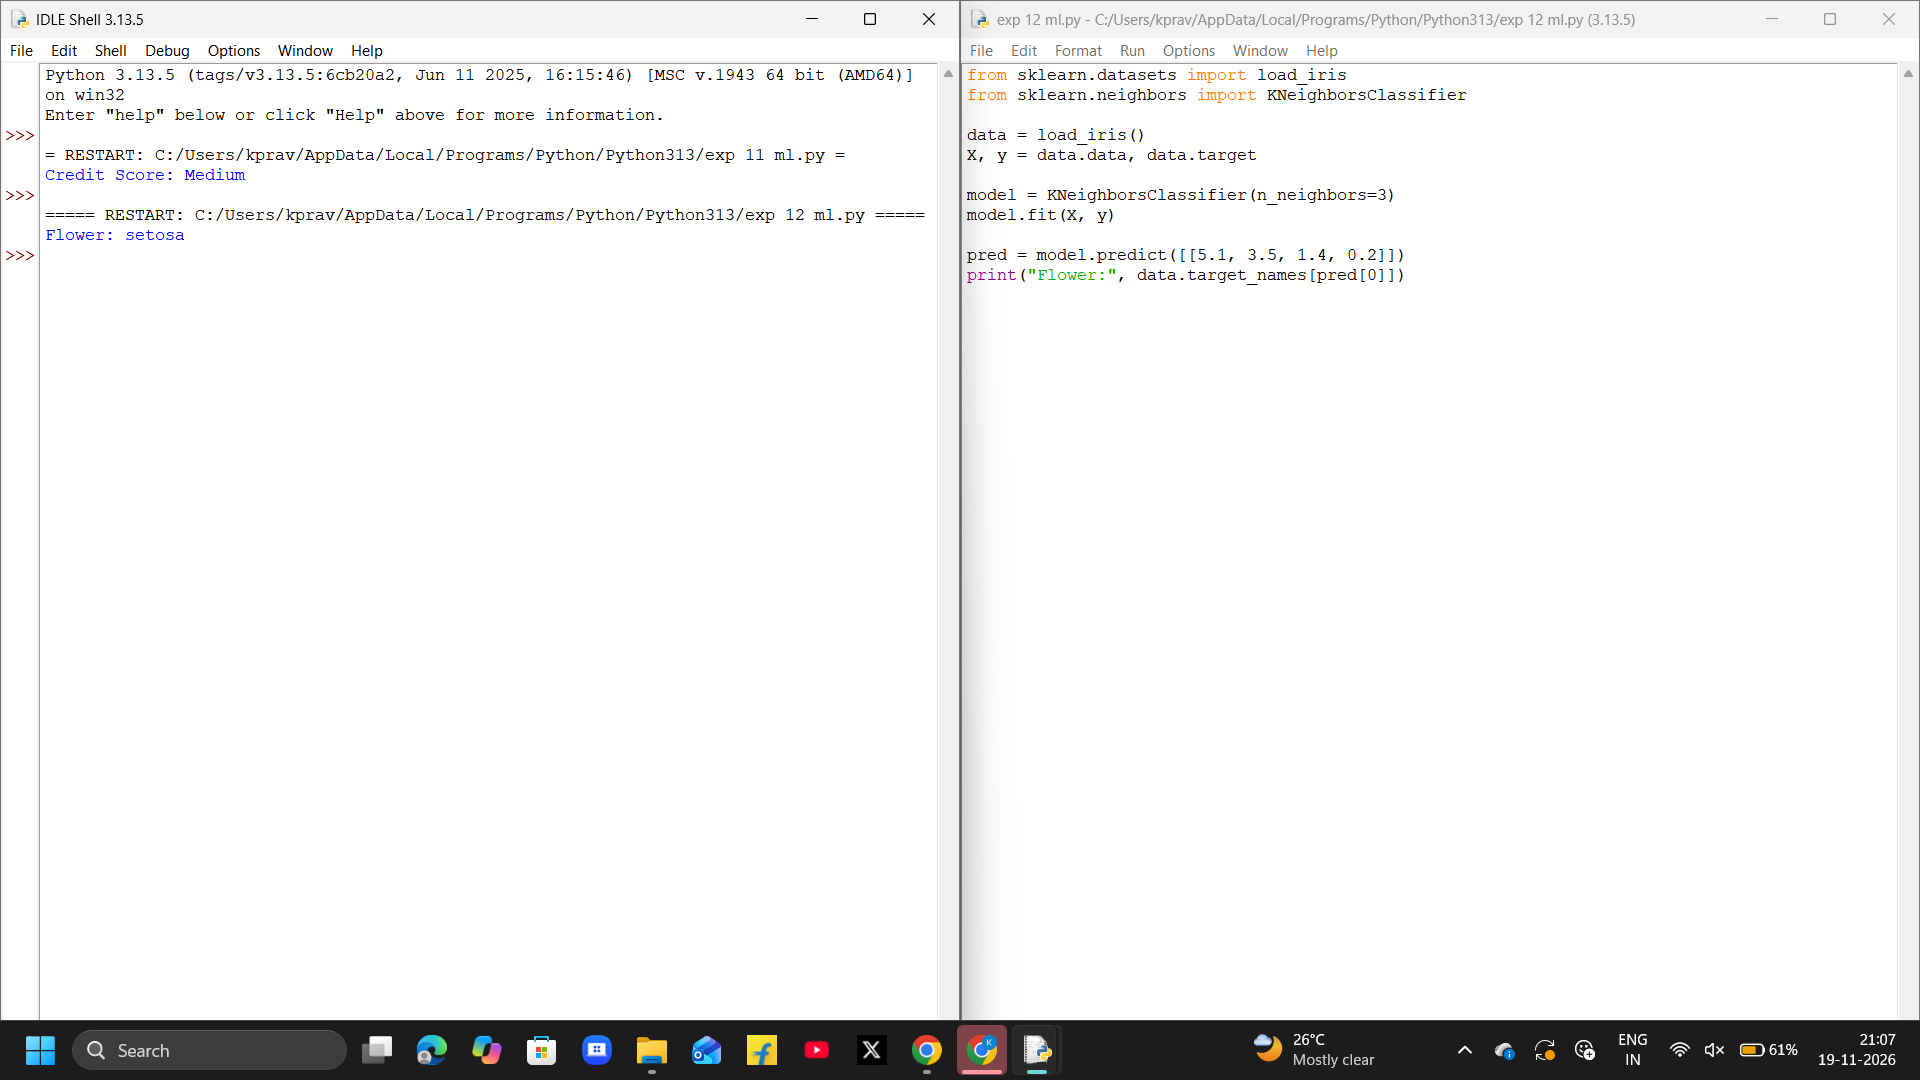 IDLE Shell 3.13.5
File Edit Shell Debug Options Window Help
Python 3.13.5 (tags/v3.13.5:6cb20a2, Jun 11 2025, 16:15:46) [MSC v.1943 64 bit (AMD64)]
on win32
Enter "help" below or click "Help" above for more information.
>>>
= RESTART: C:/Users/kprav/AppData/Local/Programs/Python/Python313/exp 11 ml.py =
Credit Score: Medium
>>>
===== RESTART: C:/Users/kprav/AppData/Local/Programs/Python/Python313/exp 12 ml.py =====
Flower: setosa
>>>
exp 12 ml.py - C:/Users/kprav/AppData/Local/Programs/Python/Python313/exp 12 ml.py (3.13.5)
File Edit Format Run Options Window Help
from sklearn.datasets import load_iris
from sklearn.neighbors import KNeighborsClassifier
data = load_iris()
X, y = data.data, data.target
model = KNeighborsClassifier(n_neighbors=3)
model.fit(X, y)
pred = model.predict([[5.1, 3.5, 1.4, 0.2]])
print("Flower:", data.target_names[pred[0]])
Search
26°C
Mostly clear
ENG
IN
61%
21:07
19-11-2026